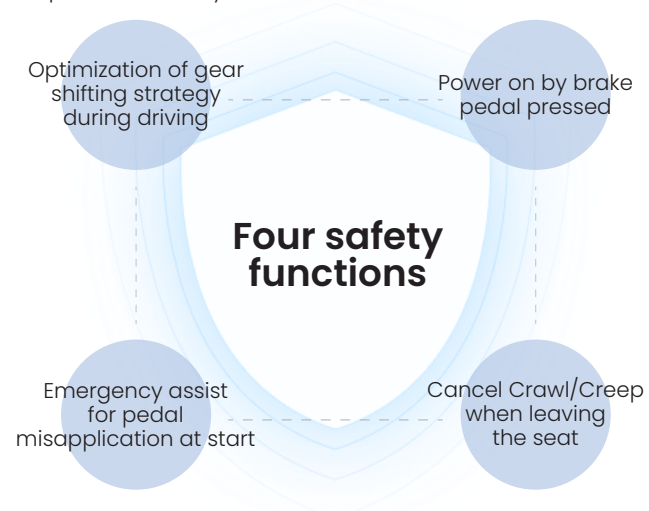 Optimization of gear
shifting strategy
during driving
Power on by brake
pedal pressed
Four safety
functions
Emergency assist
for pedal
misapplication at start
Cancel Crawl/Creep
when leaving
the seat